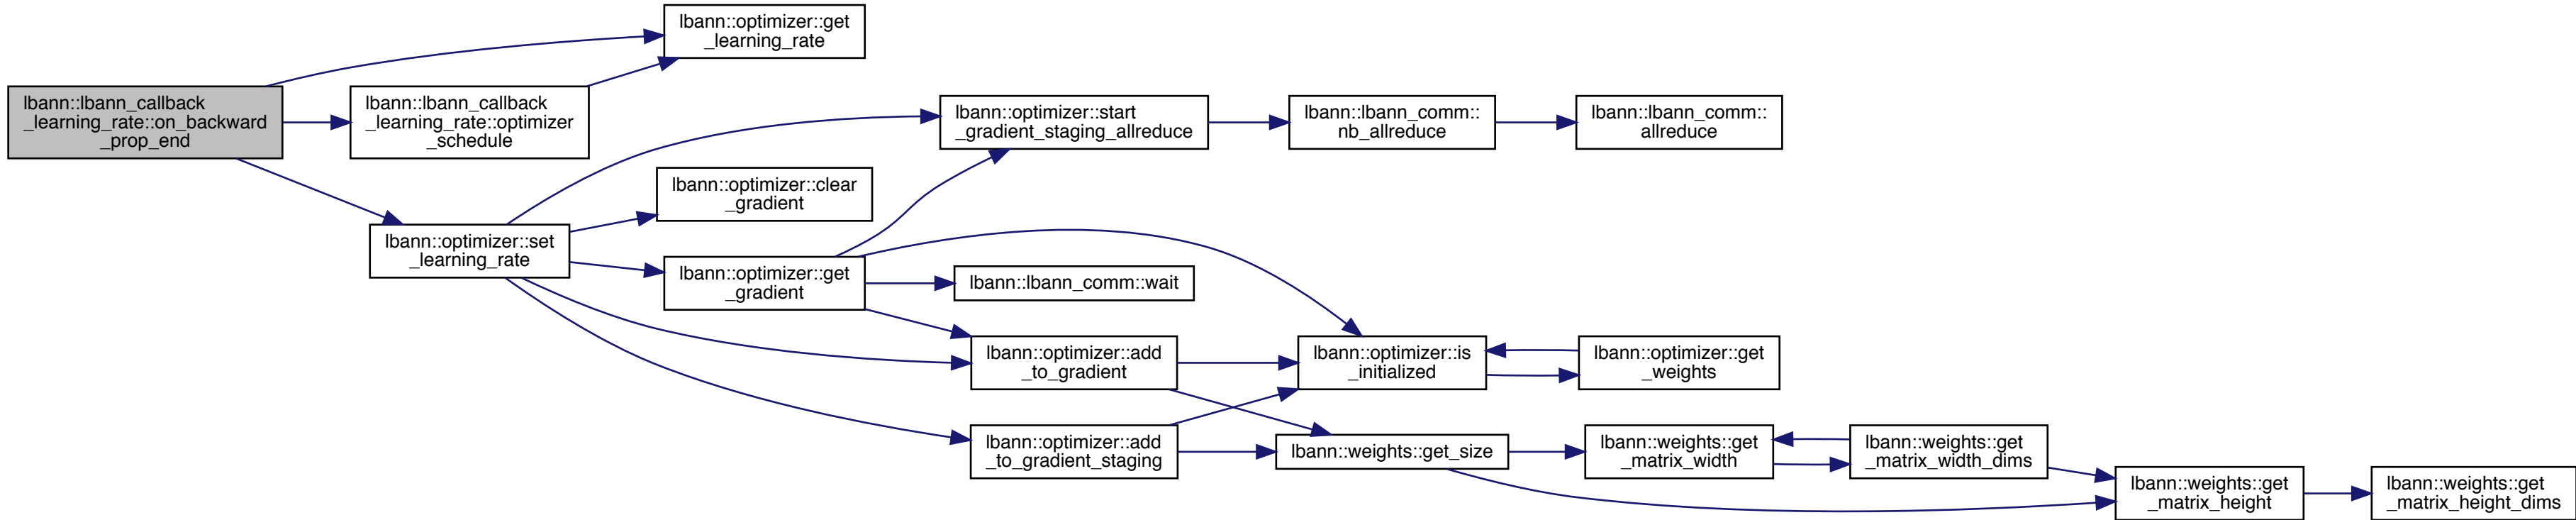 lbann::lbann_callback
_learning_rate::on_backward
_prop_end
lbann::optimizer::get
_learning_rate
lbann::lbann_callback
_learning_rate::optimizer
_schedule
lbann::optimizer::set
_learning_rate
lbann::optimizer::start
_gradient_staging_allreduce
lbann::lbann_comm::
nb_allreduce
lbann::lbann_comm::
allreduce
lbann::optimizer::clear
_gradient
lbann::optimizer::get
_gradient
lbann::lbann_comm::wait
lbann::optimizer::add
_to_gradient
lbann::optimizer::is
_initialized
lbann::optimizer::get
_weights
lbann::optimizer::add
_to_gradient_staging
lbann::weights::get_size
lbann::weights::get
_matrix_width
lbann::weights::get
_matrix_width_dims
lbann::weights::get
_matrix_height
lbann::weights::get
_matrix_height_dims